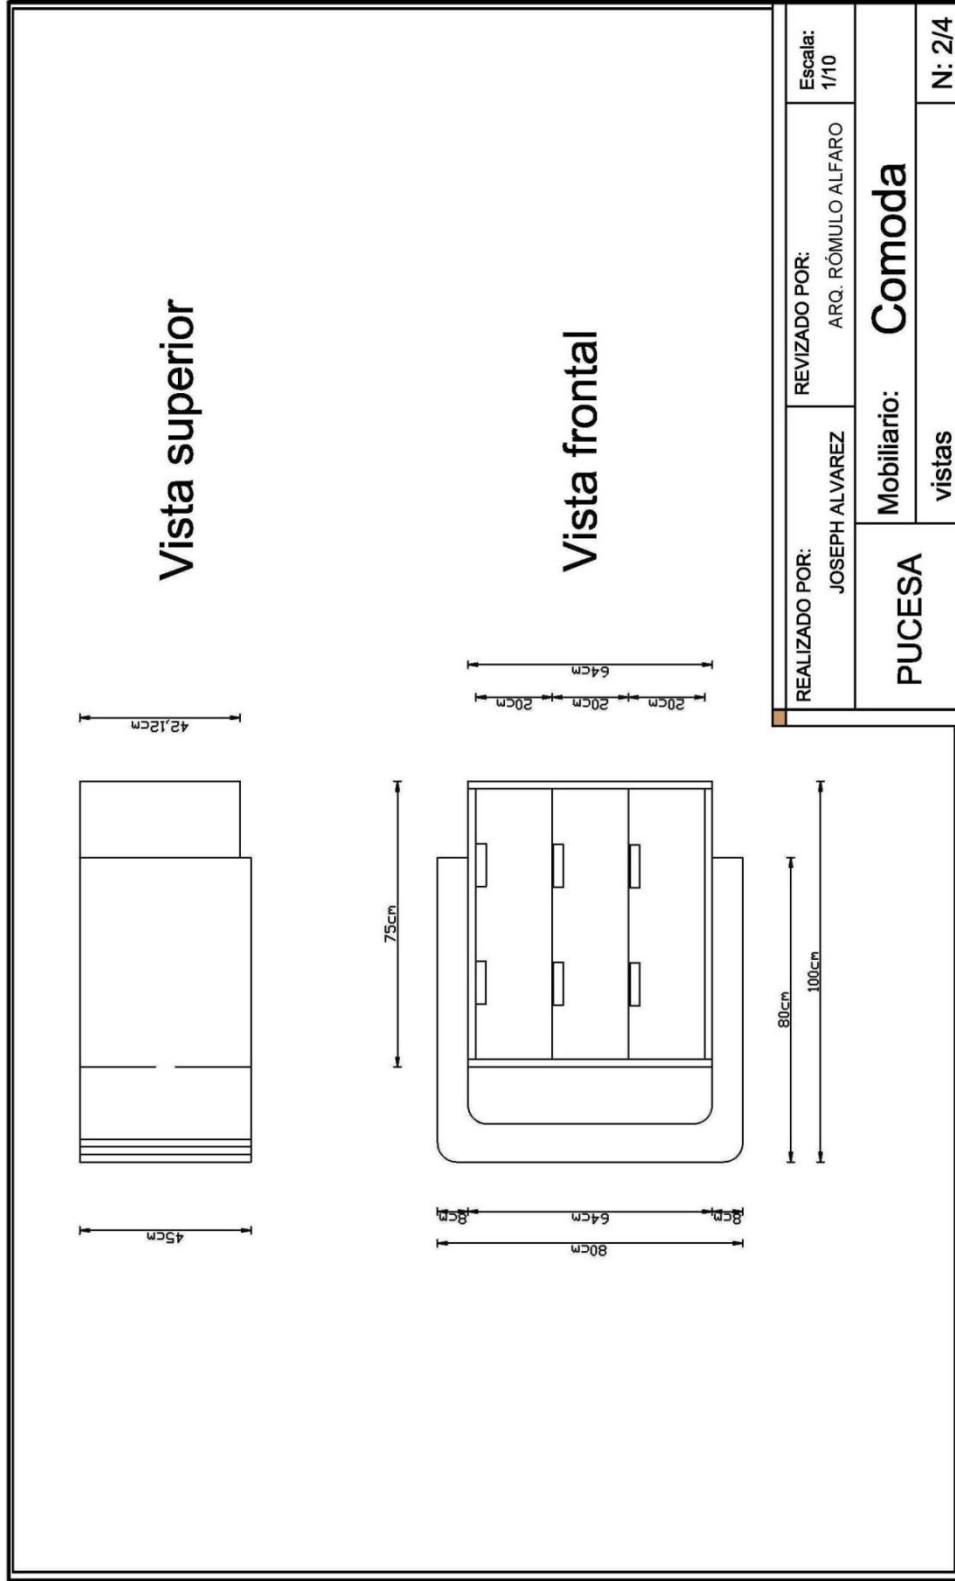 Vista superior
42,12cm
45cm
Vista frontal
75cm
64cm
20cm
20cm
20cm
80cm
100cm
8cm
64cm
8cm
80cm
REALIZADO POR:
JOSEPH ALVAREZ
REVIZADO POR:
ARQ. RÓMULO ALFARO
Escala:
1/10
PUCESA
Mobiliario: Comoda
vistas
N: 2/4